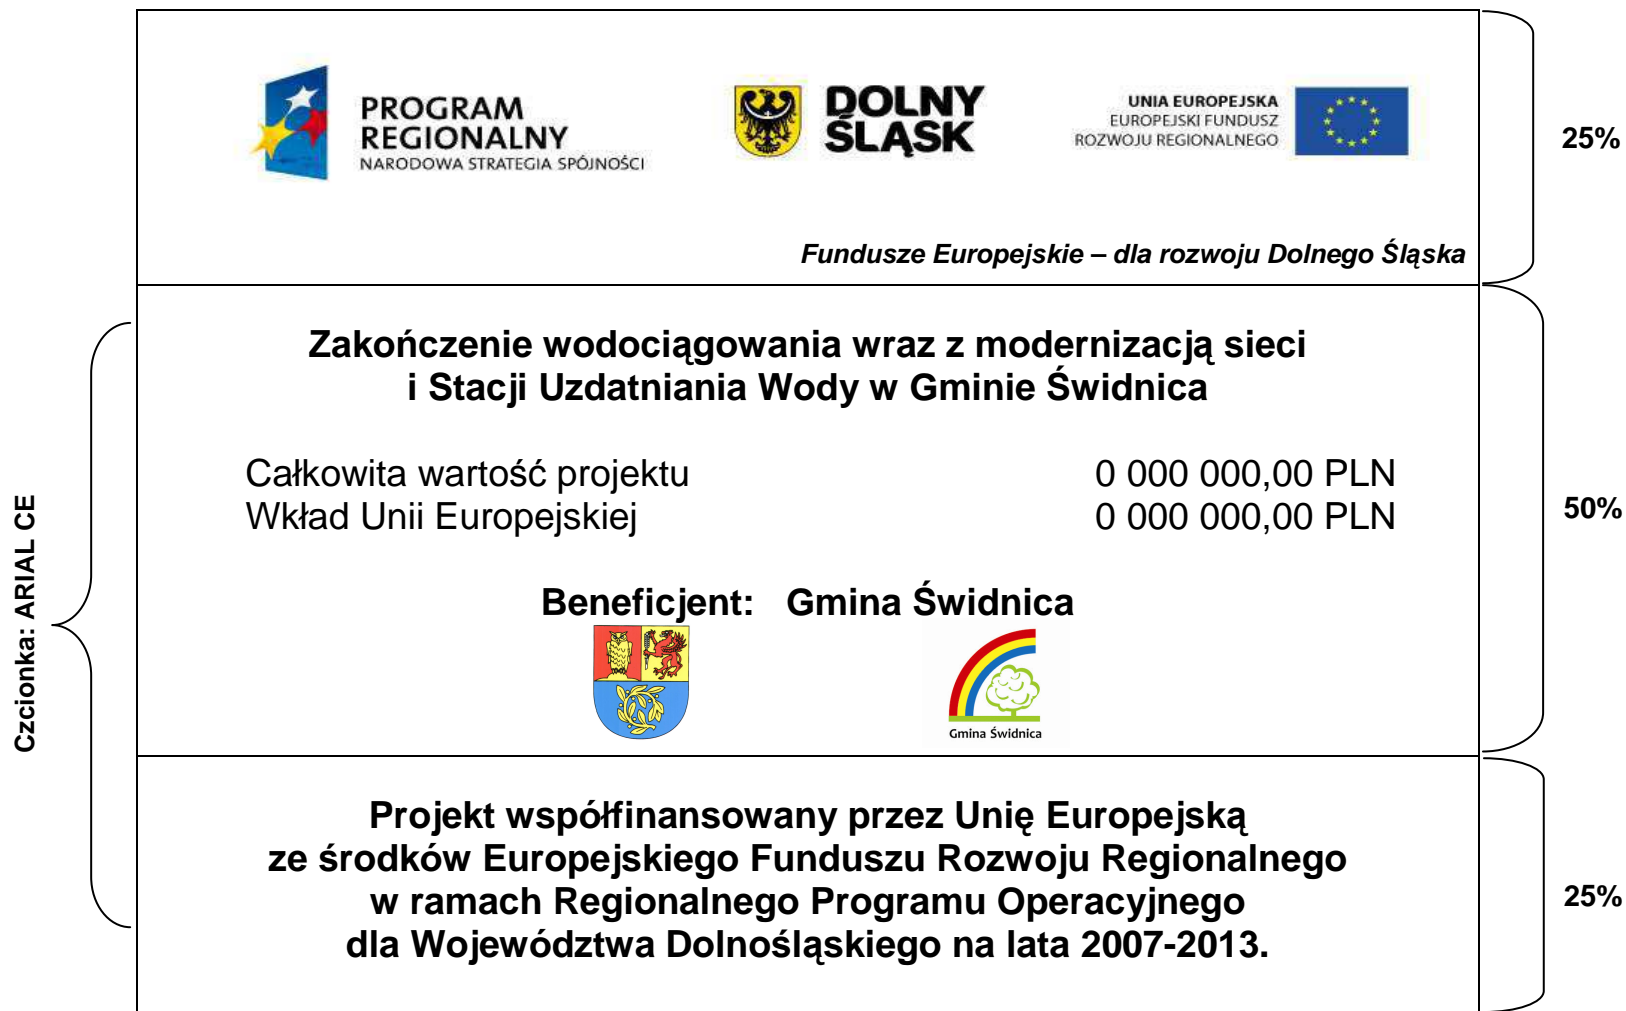 PROGRAM
REGIONALNY
NARODOWA STRATEGIA SPÓJNOŚCI
DOLNY
ŚLĄSK
UNIA EUROPEJSKA
EUROPEJSKI FUNDUSZ
ROZWOJU REGIONALNEGO
25%
Fundusze Europejskie – dla rozwoju Dolnego Śląska
Zakończenie wodociągowania wraz z modernizacją sieci
i Stacji Uzdatniania Wody w Gminie Świdnica
Całkowita wartość projektu 0 000 000,00 PLN
Wkład Unii Europejskiej 0 000 000,00 PLN
50%
Czcionka: ARIAL CE
Beneficjent: Gmina Świdnica
Gmina Świdnica
Projekt współfinansowany przez Unię Europejską
ze środków Europejskiego Funduszu Rozwoju Regionalnego
w ramach Regionalnego Programu Operacyjnego
dla Województwa Dolnośląskiego na lata 2007-2013.
25%